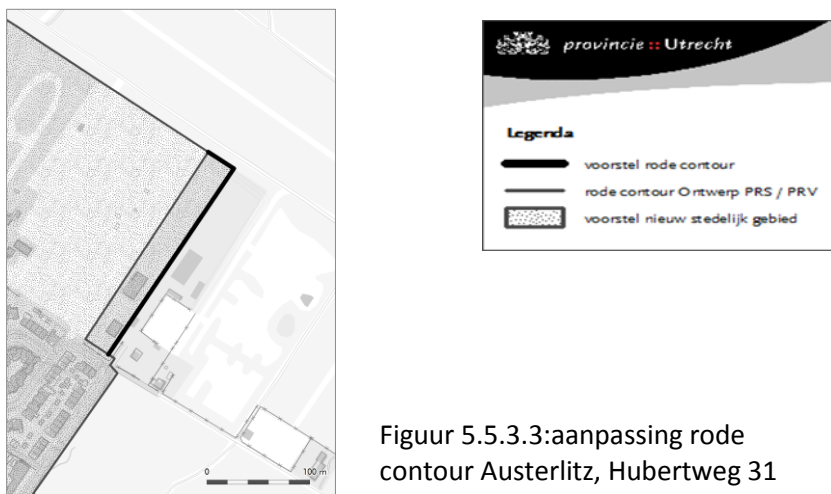 provincie :: Utrecht
Legenda
voorstel rode contour
rode contour Ontwerp PRS / PRV
voorstel nieuw stedelijk gebied
0 100 m
Figuur 5.5.3.3:aanpassing rode
contour Austerlitz, Hubertweg 31